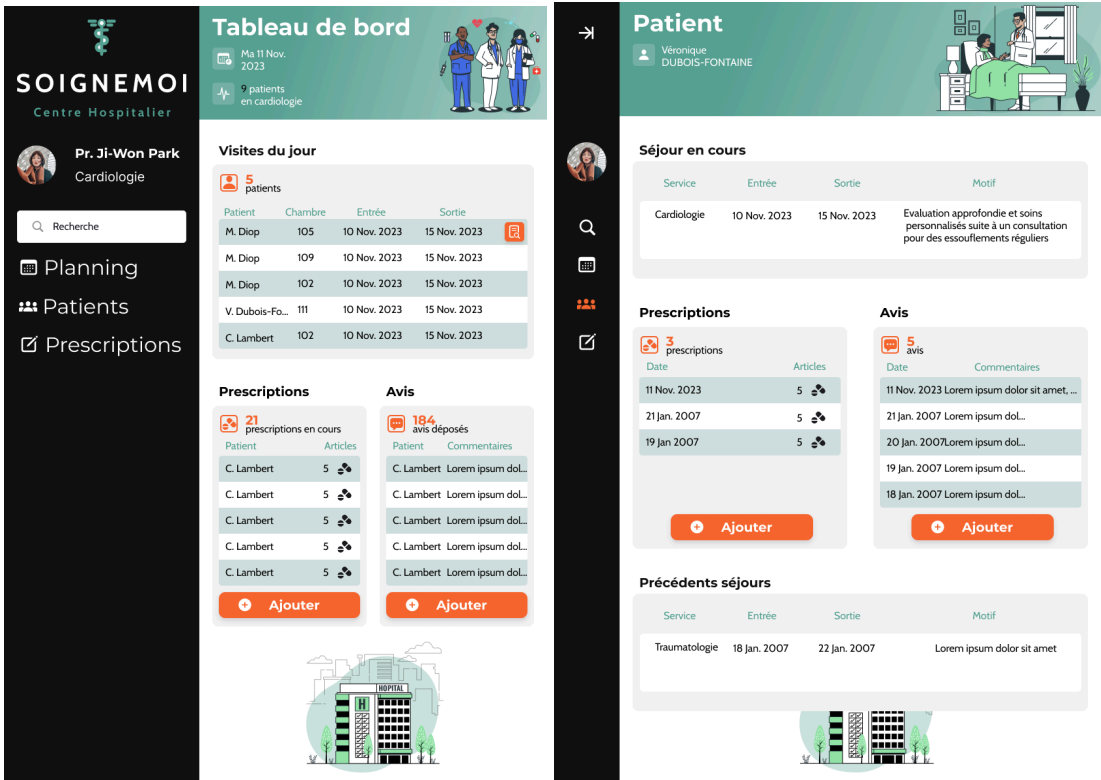 SOIGNEMOI
Centre Hospitalier
Pr. Ji-Won Park
Cardiologie
Recherche
Planning
Patients
Prescriptions
Tableau de bord
Ma 11 Nov.
2023
9 patients
en cardiologie
Visites du jour
5
patients
Patient Chambre Entrée Sortie
M. Diop 105 10 Nov. 2023 15 Nov. 2023
M. Diop 109 10 Nov. 2023 15 Nov. 2023
M. Diop 102 10 Nov. 2023 15 Nov. 2023
V. Dubois-Fo... 111 10 Nov. 2023 15 Nov. 2023
C. Lambert 102 10 Nov. 2023 15 Nov. 2023
Prescriptions
21
prescriptions en cours
Patient Articles
C. Lambert 5
C. Lambert 5
C. Lambert 5
C. Lambert 5
C. Lambert 5
Ajouter
Avis
184
avis déposés
Patient Commentaires
C. Lambert Lorem ipsum dol...
C. Lambert Lorem ipsum dol...
C. Lambert Lorem ipsum dol...
C. Lambert Lorem ipsum dol...
C. Lambert Lorem ipsum dol...
Ajouter
HOPITAL
H
Patient
Véronique
DUBOIS-FONTAINE
Séjour en cours
Service Entrée Sortie Motif
Cardiologie 10 Nov. 2023 15 Nov. 2023 Evaluation approfondie et soins
personnalisés suite à un consultation
pour des essouflements réguliers
Prescriptions
3
prescriptions
Date Articles
11 Nov. 2023 5
21 Jan. 2007 5
19 Jan 2007 5
Ajouter
Avis
5
avis
Date Commentaires
11 Nov. 2023 Lorem ipsum dolor sit amet, ...
21 Jan. 2007 Lorem ipsum dol...
20 Jan. 2007Lorem ipsum dol...
19 Jan. 2007 Lorem ipsum dol...
18 Jan. 2007 Lorem ipsum dol...
Ajouter
Précédents séjours
Service Entrée Sortie Motif
Traumatologie 18 Jan. 2007 22 Jan. 2007 Lorem ipsum dolor sit amet